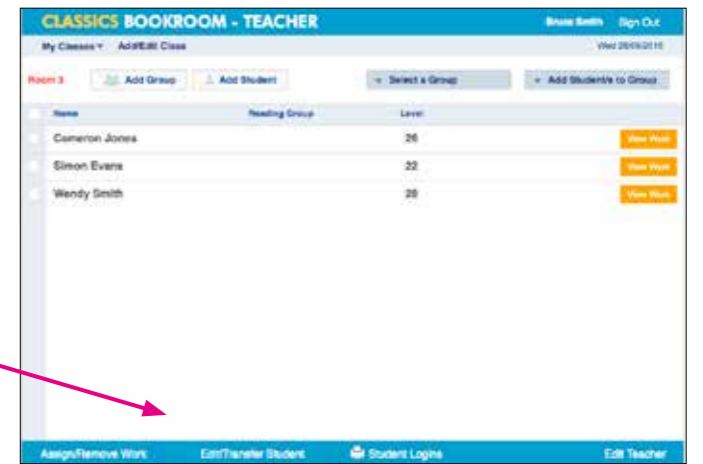 CLASSICS BOOKROOM - TEACHER Bruce Smith Sign Out
My Classes Add/Edit Class Wed 28/09/2016
Room 3 Add Group Add Student Select a Group Add Student/s to Group
Name Reading Group Level
Cameron Jones 26 View Work
Simon Evans 22 View Work
Wendy Smith 28 View Work
Assign/Remove Work Edit/Transfer Student Student Logins Edit Teacher